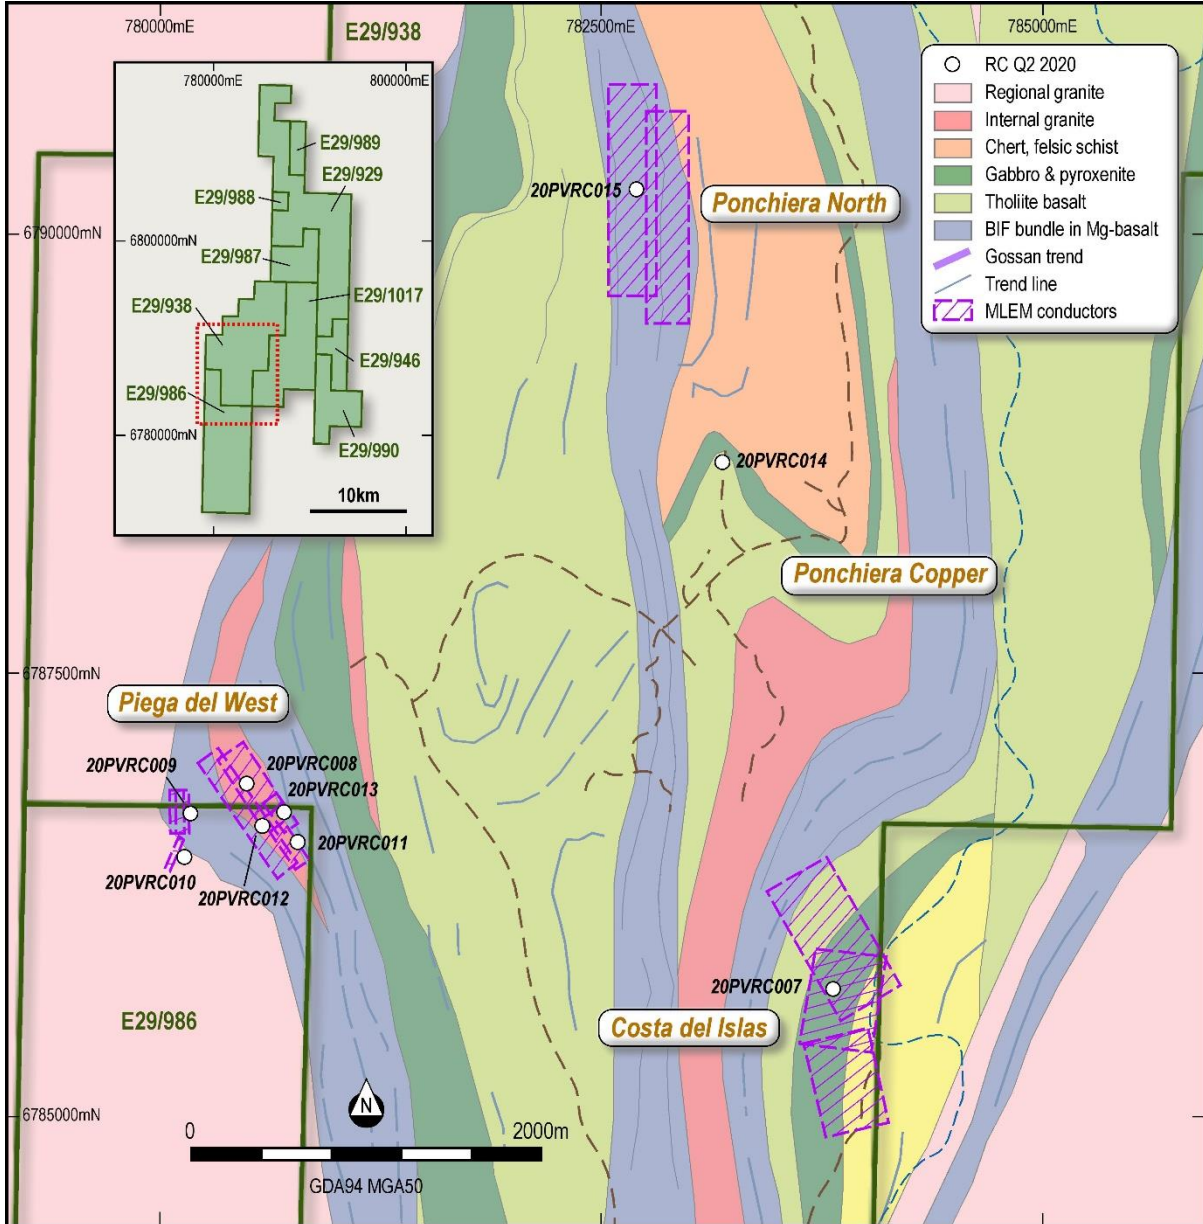 780000mE
782500mE
785000mE
E29/938
780000mE
800000mE
E29/989
E29/929
E29/988
6800000mN
E29/987
E29/938
E29/1017
E29/946
E29/986
6780000mN
E29/990
10km
RC Q2 2020
Regional granite
Internal granite
Chert, felsic schist
Gabbro & pyroxenite
Tholiite basalt
BIF bundle in Mg-basalt
Gossan trend
Trend line
MLEM conductors
20PVRC015
Ponchiera North
6790000mN
20PVRC014
Ponchiera Copper
6787500mN
Piega del West
20PVRC009
20PVRC008
20PVRC013
20PVRC011
20PVRC010
20PVRC012
20PVRC007
E29/986
Costa del Islas
6785000mN
N
0
2000m
GDA94 MGA50